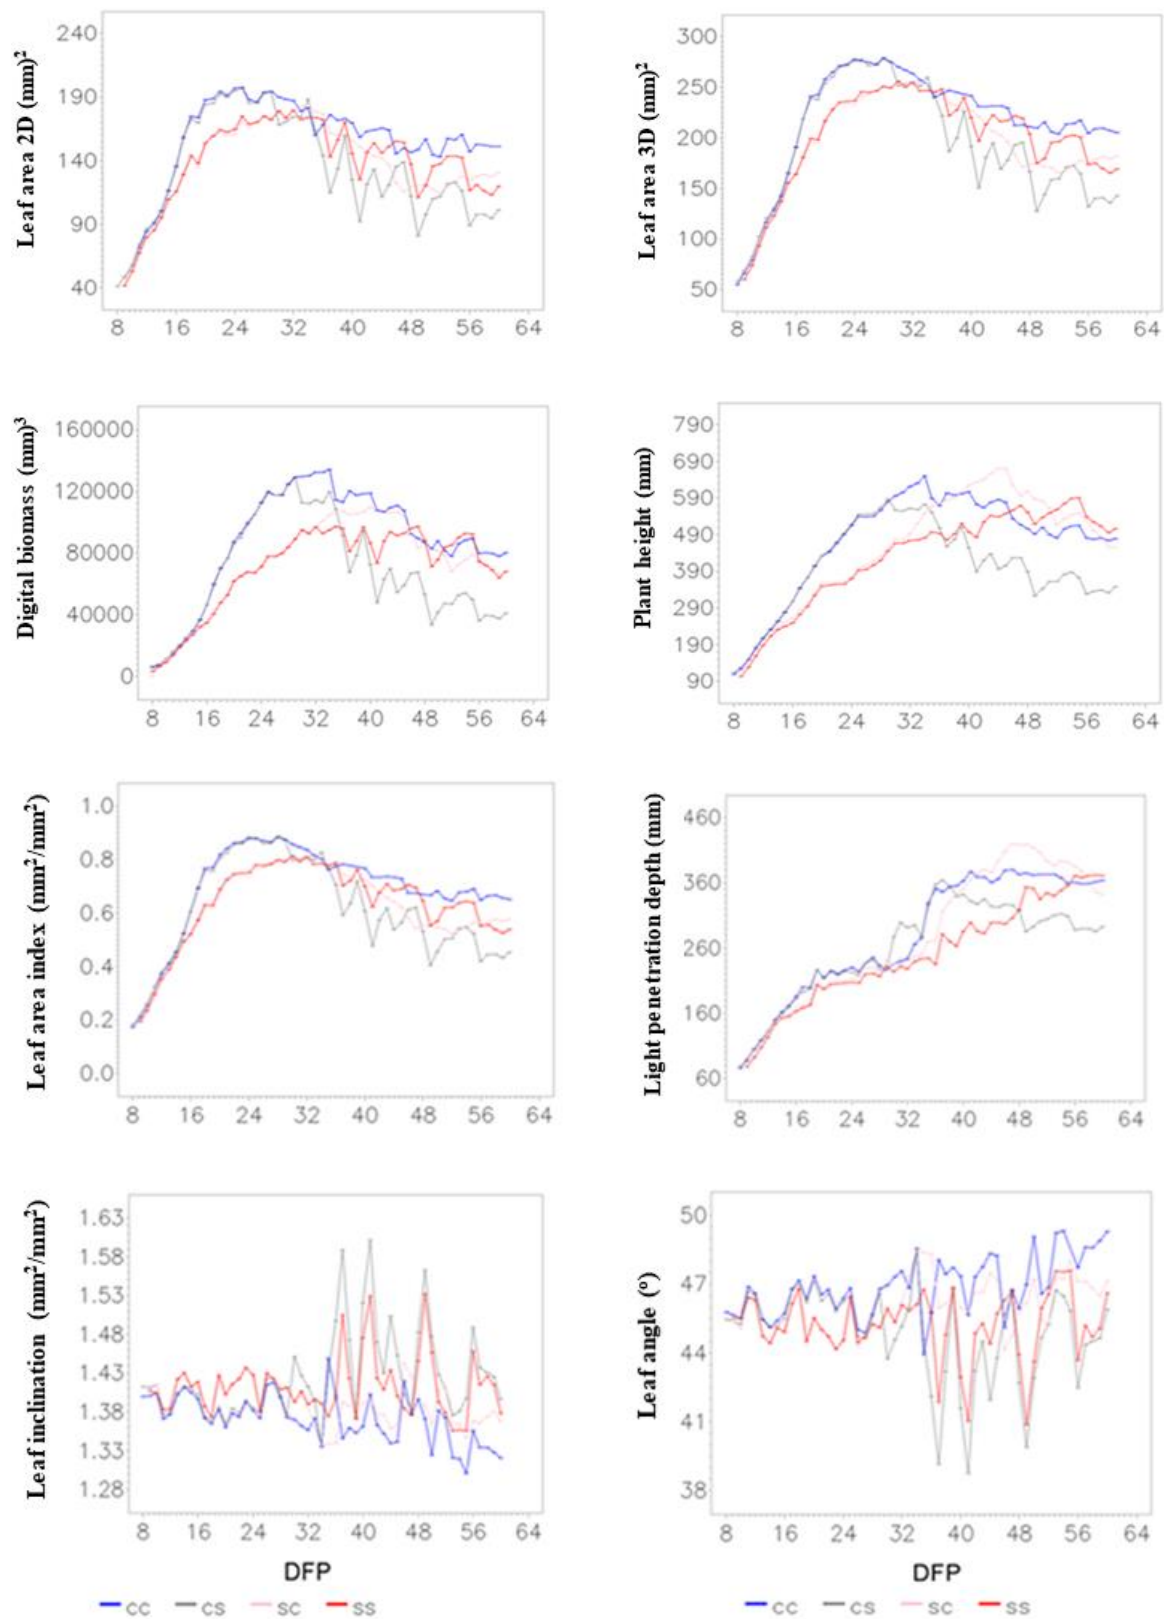 Leaf area 2D (mm)²
240
190
140
90
40
8 16 24 32 40 48 56 64
Leaf area 3D (mm)²
300
250
200
150
100
50
8 16 24 32 40 48 56 64
Digital biomass (mm)³
160000
120000
80000
40000
0
8 16 24 32 40 48 56 64
Plant height (mm)
790
690
590
490
390
290
190
90
8 16 24 32 40 48 56 64
Leaf area index (mm²/mm²)
1.0
0.8
0.6
0.4
0.2
0.0
8 16 24 32 40 48 56 64
Light penetration depth (mm)
460
360
260
160
60
8 16 24 32 40 48 56 64
Leaf inclination (mm²/mm²)
1.63
1.58
1.53
1.48
1.43
1.38
1.33
1.28
8 16 24 32 40 48 56 64
DFP
CC CS SC SS
Leaf angle (º)
50
47
44
41
38
8 16 24 32 40 48 56 64
DFP
CC CS SC SS